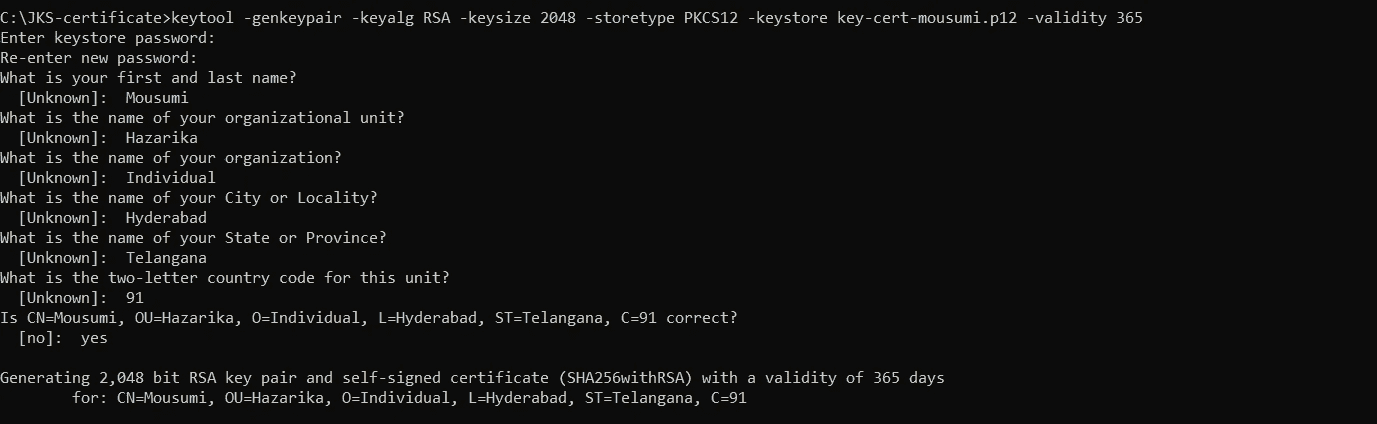 C:\JKS-certificate>keytool -genkeypair -keyalg RSA -keysize 2048 -storetype PKCS12 -keystore key-cert-mousumi.p12 -validity 365
Enter keystore password:
Re-enter new password:
What is your first and last name?
  [Unknown]:  Mousumi
What is the name of your organizational unit?
  [Unknown]:  Hazarika
What is the name of your organization?
  [Unknown]:  Individual
What is the name of your City or Locality?
  [Unknown]:  Hyderabad
What is the name of your State or Province?
  [Unknown]:  Telangana
What is the two-letter country code for this unit?
  [Unknown]:  91
Is CN=Mousumi, OU=Hazarika, O=Individual, L=Hyderabad, ST=Telangana, C=91 correct?
  [no]:  yes

Generating 2,048 bit RSA key pair and self-signed certificate (SHA256withRSA) with a validity of 365 days
        for: CN=Mousumi, OU=Hazarika, O=Individual, L=Hyderabad, ST=Telangana, C=91